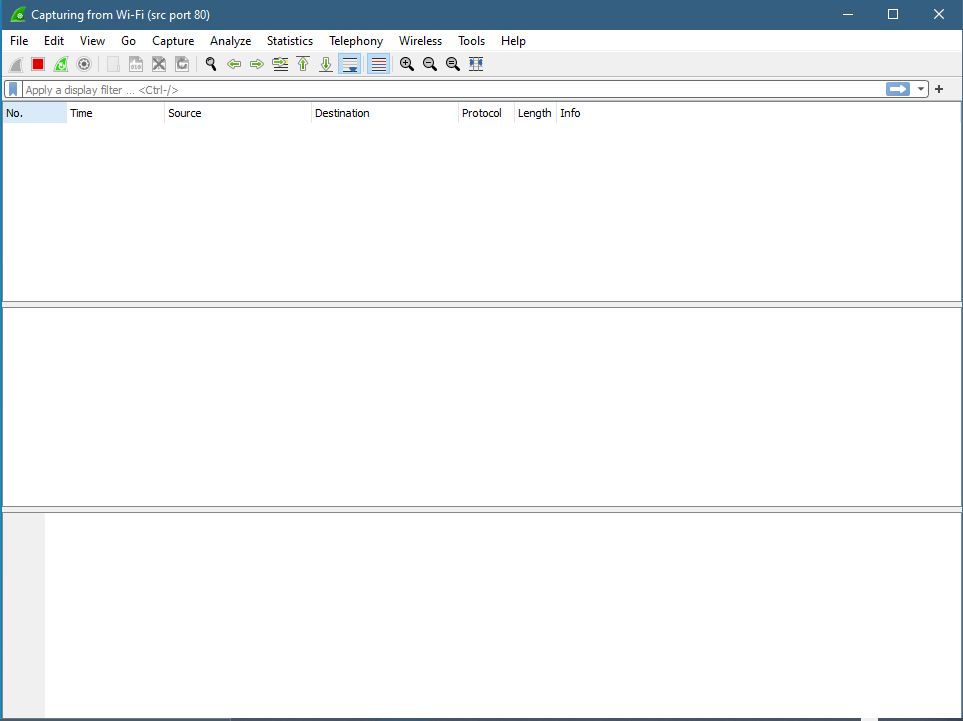 Capturing from Wi-Fi (src port 80)
File Edit View Go Capture Analyze Statistics Telephony Wireless Tools Help
Apply a display filter ... <Ctrl-/>
No. Time Source Destination Protocol Length Info